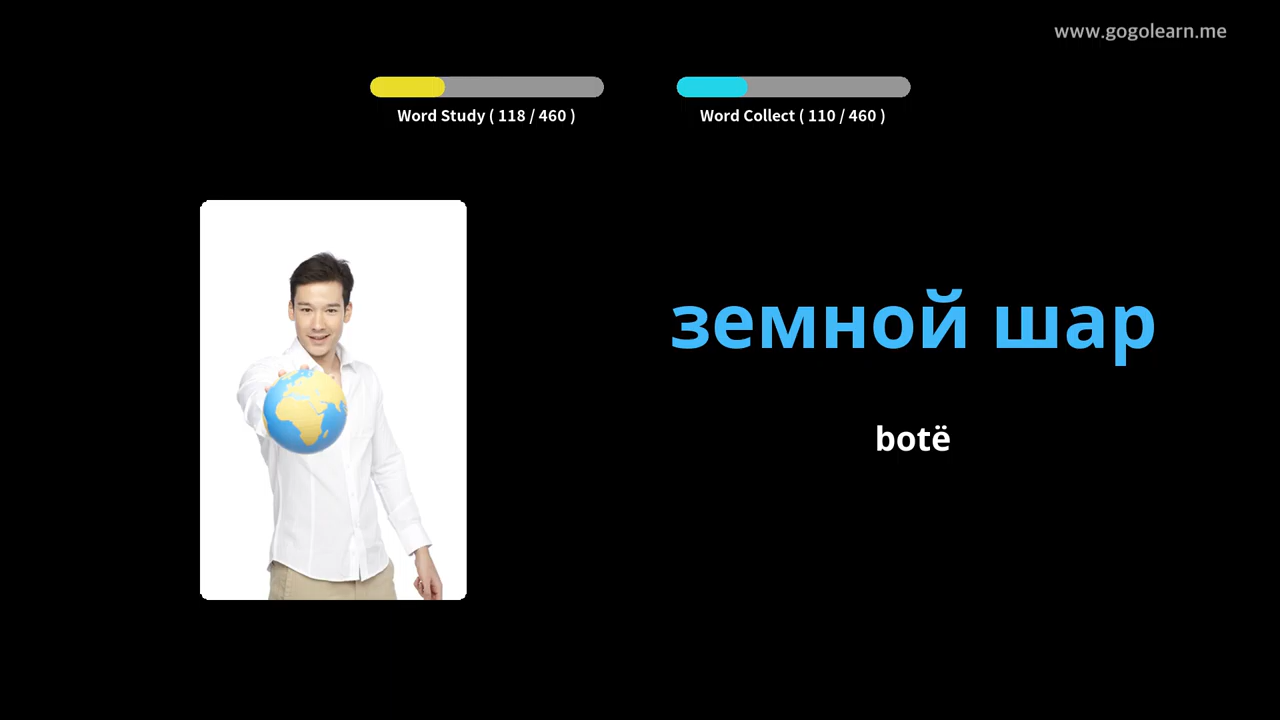 www.gogolearn.me
Word Study ( 118 / 460 )
Word Collect ( 110 / 460 )
земной шар
botë